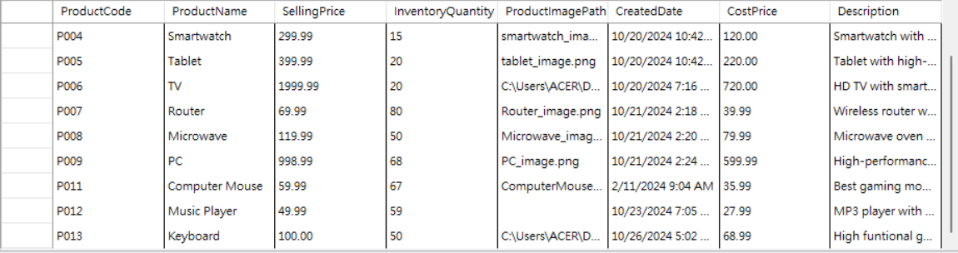 ProductCode ProductName SellingPrice InventoryQuantity ProductImagePath CreatedDate CostPrice Description
P004 Smartwatch 299.99 15 smartwatch_ima... 10/20/2024 10:42... 120.00 Smartwatch with ...
P005 Tablet 399.99 20 tablet_image.png 10/20/2024 10:42... 220.00 Tablet with high-...
P006 TV 1999.99 20 C:\Users\ACER\D... 10/20/2024 7:16 ... 720.00 HD TV with smart...
P007 Router 69.99 80 Router_image.png 10/21/2024 2:18 ... 39.99 Wireless router w...
P008 Microwave 119.99 50 Microwave_imag... 10/21/2024 2:20 ... 79.99 Microwave oven ...
P009 PC 998.99 68 PC_image.png 10/21/2024 2:24 ... 599.99 High-performanc...
P011 Computer Mouse 59.99 67 ComputerMouse... 2/11/2024 9:04 AM 35.99 Best gaming mo...
P012 Music Player 49.99 59 10/23/2024 7:05 ... 27.99 MP3 player with ...
P013 Keyboard 100.00 50 C:\Users\ACER\D... 10/26/2024 5:02 ... 68.99 High funtional g...